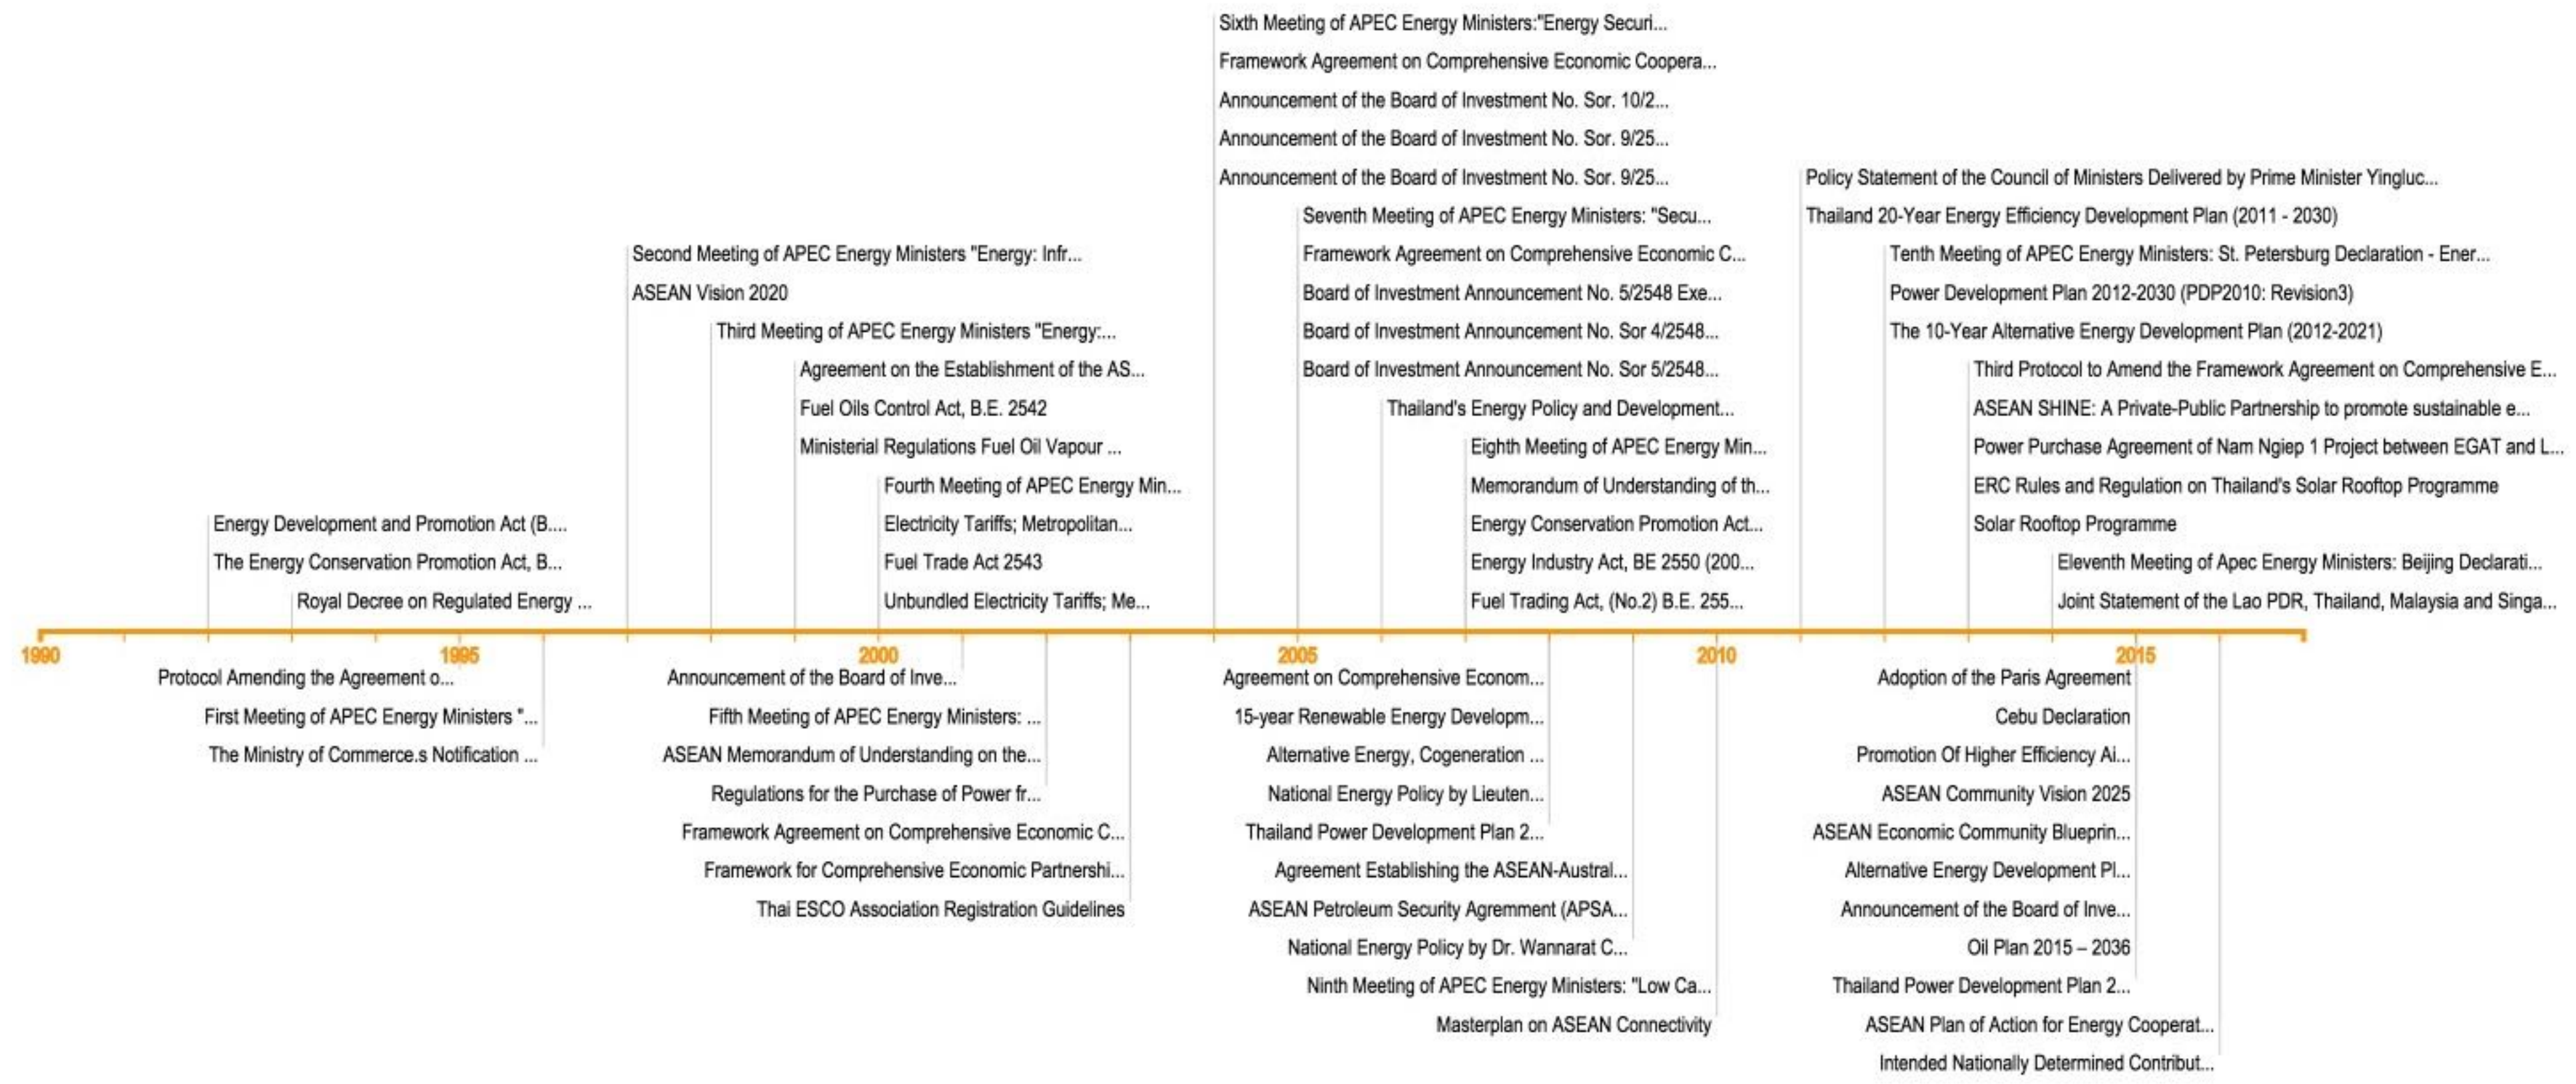 Sixth Meeting of APEC Energy Ministers:"Energy Securi...
Framework Agreement on Comprehensive Economic Coopera...
Announcement of the Board of Investment No. Sor. 10/2...
Announcement of the Board of Investment No. Sor. 9/25...
Announcement of the Board of Investment No. Sor. 9/25...
Policy Statement of the Council of Ministers Delivered by Prime Minister Yingluc...
Seventh Meeting of APEC Energy Ministers: "Secu...
Thailand 20-Year Energy Efficiency Development Plan (2011 - 2030)
Second Meeting of APEC Energy Ministers "Energy: Infr...
Framework Agreement on Comprehensive Economic C...
Tenth Meeting of APEC Energy Ministers: St. Petersburg Declaration - Ener...
ASEAN Vision 2020
Board of Investment Announcement No. 5/2548 Exe...
Power Development Plan 2012-2030 (PDP2010: Revision3)
Third Meeting of APEC Energy Ministers "Energy:...
Board of Investment Announcement No. Sor 4/2548...
The 10-Year Alternative Energy Development Plan (2012-2021)
Agreement on the Establishment of the AS...
Board of Investment Announcement No. Sor 5/2548...
Third Protocol to Amend the Framework Agreement on Comprehensive E...
Fuel Oils Control Act, B.E. 2542
Thailand's Energy Policy and Development...
ASEAN SHINE: A Private-Public Partnership to promote sustainable e...
Ministerial Regulations Fuel Oil Vapour ...
Eighth Meeting of APEC Energy Min...
Power Purchase Agreement of Nam Ngiep 1 Project between EGAT and L...
Fourth Meeting of APEC Energy Min...
Memorandum of Understanding of th...
ERC Rules and Regulation on Thailand's Solar Rooftop Programme
Energy Development and Promotion Act (B....
Electricity Tariffs; Metropolitan...
Energy Conservation Promotion Act...
Solar Rooftop Programme
The Energy Conservation Promotion Act, B...
Fuel Trade Act 2543
Energy Industry Act, BE 2550 (200...
Eleventh Meeting of Apec Energy Ministers: Beijing Declarati...
Royal Decree on Regulated Energy ...
Unbundled Electricity Tariffs; Me...
Fuel Trading Act, (No.2) B.E. 255...
Joint Statement of the Lao PDR, Thailand, Malaysia and Singa...
1990
1995
2000
2005
2010
2015
Protocol Amending the Agreement o...
Announcement of the Board of Inve...
Agreement on Comprehensive Econom...
Adoption of the Paris Agreement
First Meeting of APEC Energy Ministers "...
Fifth Meeting of APEC Energy Ministers: ...
15-year Renewable Energy Developm...
Cebu Declaration
The Ministry of Commerce.s Notification ...
ASEAN Memorandum of Understanding on the...
Alternative Energy, Cogeneration ...
Promotion Of Higher Efficiency Ai...
Regulations for the Purchase of Power fr...
National Energy Policy by Lieuten...
ASEAN Community Vision 2025
Framework Agreement on Comprehensive Economic C...
Thailand Power Development Plan 2...
ASEAN Economic Community Blueprin...
Framework for Comprehensive Economic Partnershi...
Agreement Establishing the ASEAN-Austral...
Alternative Energy Development Pl...
Thai ESCO Association Registration Guidelines
ASEAN Petroleum Security Agremment (APSA...
Announcement of the Board of Inve...
National Energy Policy by Dr. Wannarat C...
Oil Plan 2015 – 2036
Ninth Meeting of APEC Energy Ministers: "Low Ca...
Thailand Power Development Plan 2...
Masterplan on ASEAN Connectivity
ASEAN Plan of Action for Energy Cooperat...
Intended Nationally Determined Contribut...